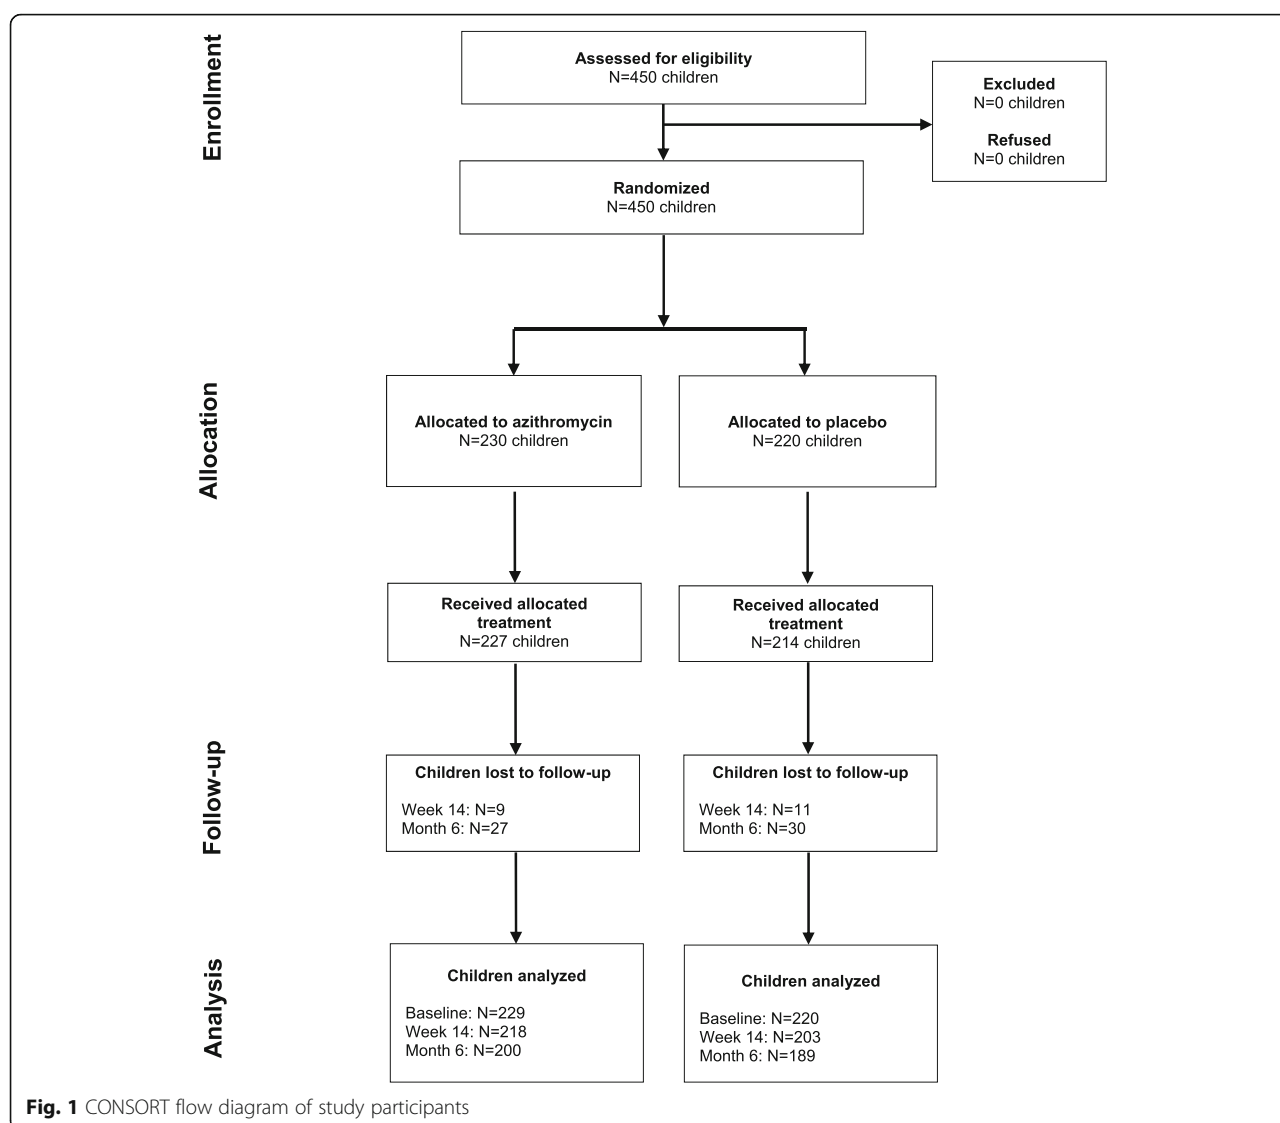 Enrollment
Assessed for eligibility
N=450 children
Excluded
N=0 children
Refused
N=0 children
Randomized
N=450 children
Allocation
Allocated to azithromycin
N=230 children
Allocated to placebo
N=220 children
Received allocated
treatment
N=227 children
Received allocated
treatment
N=214 children
Follow-up
Children lost to follow-up
Week 14: N=9
Month 6: N=27
Children lost to follow-up
Week 14: N=11
Month 6: N=30
Analysis
Children analyzed
Baseline: N=229
Week 14: N=218
Month 6: N=200
Children analyzed
Baseline: N=220
Week 14: N=203
Month 6: N=189
Fig. 1 CONSORT flow diagram of study participants